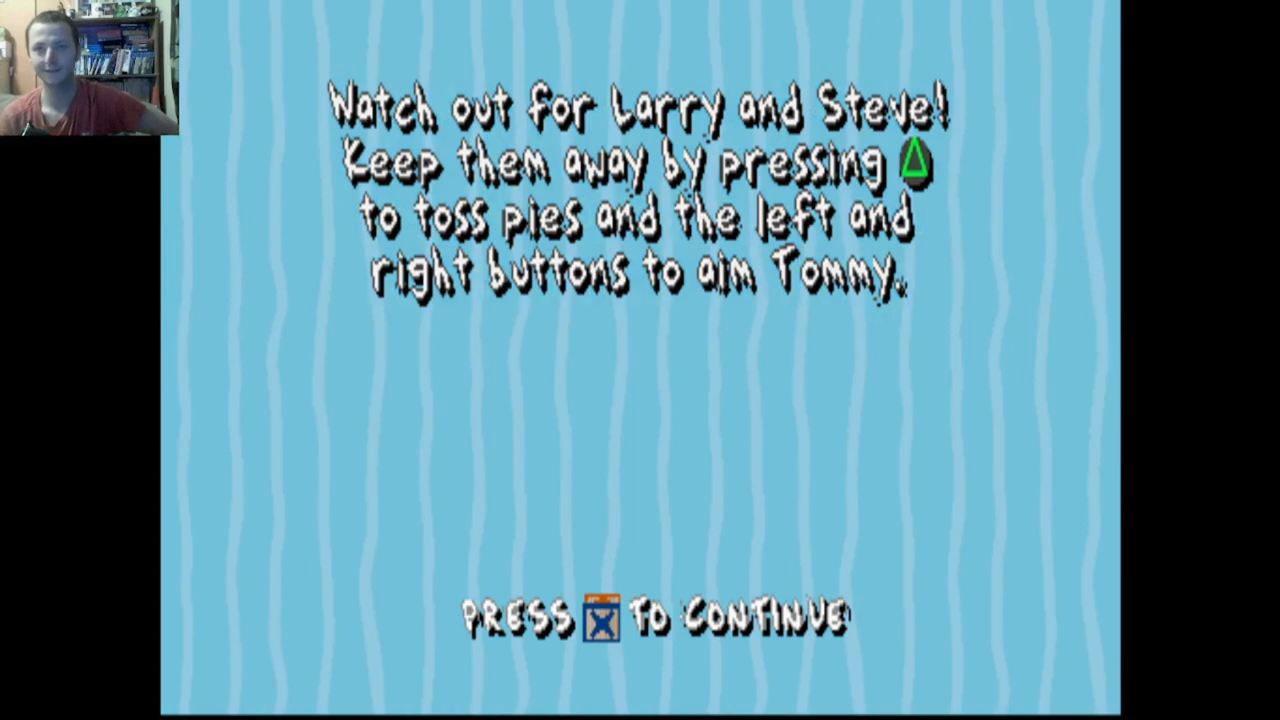 Watch out for Larry and Steve!
Keep them away by pressing
to toss pies and the left and
right buttons to aim Tommy.
PRESS X TO CONTINUE